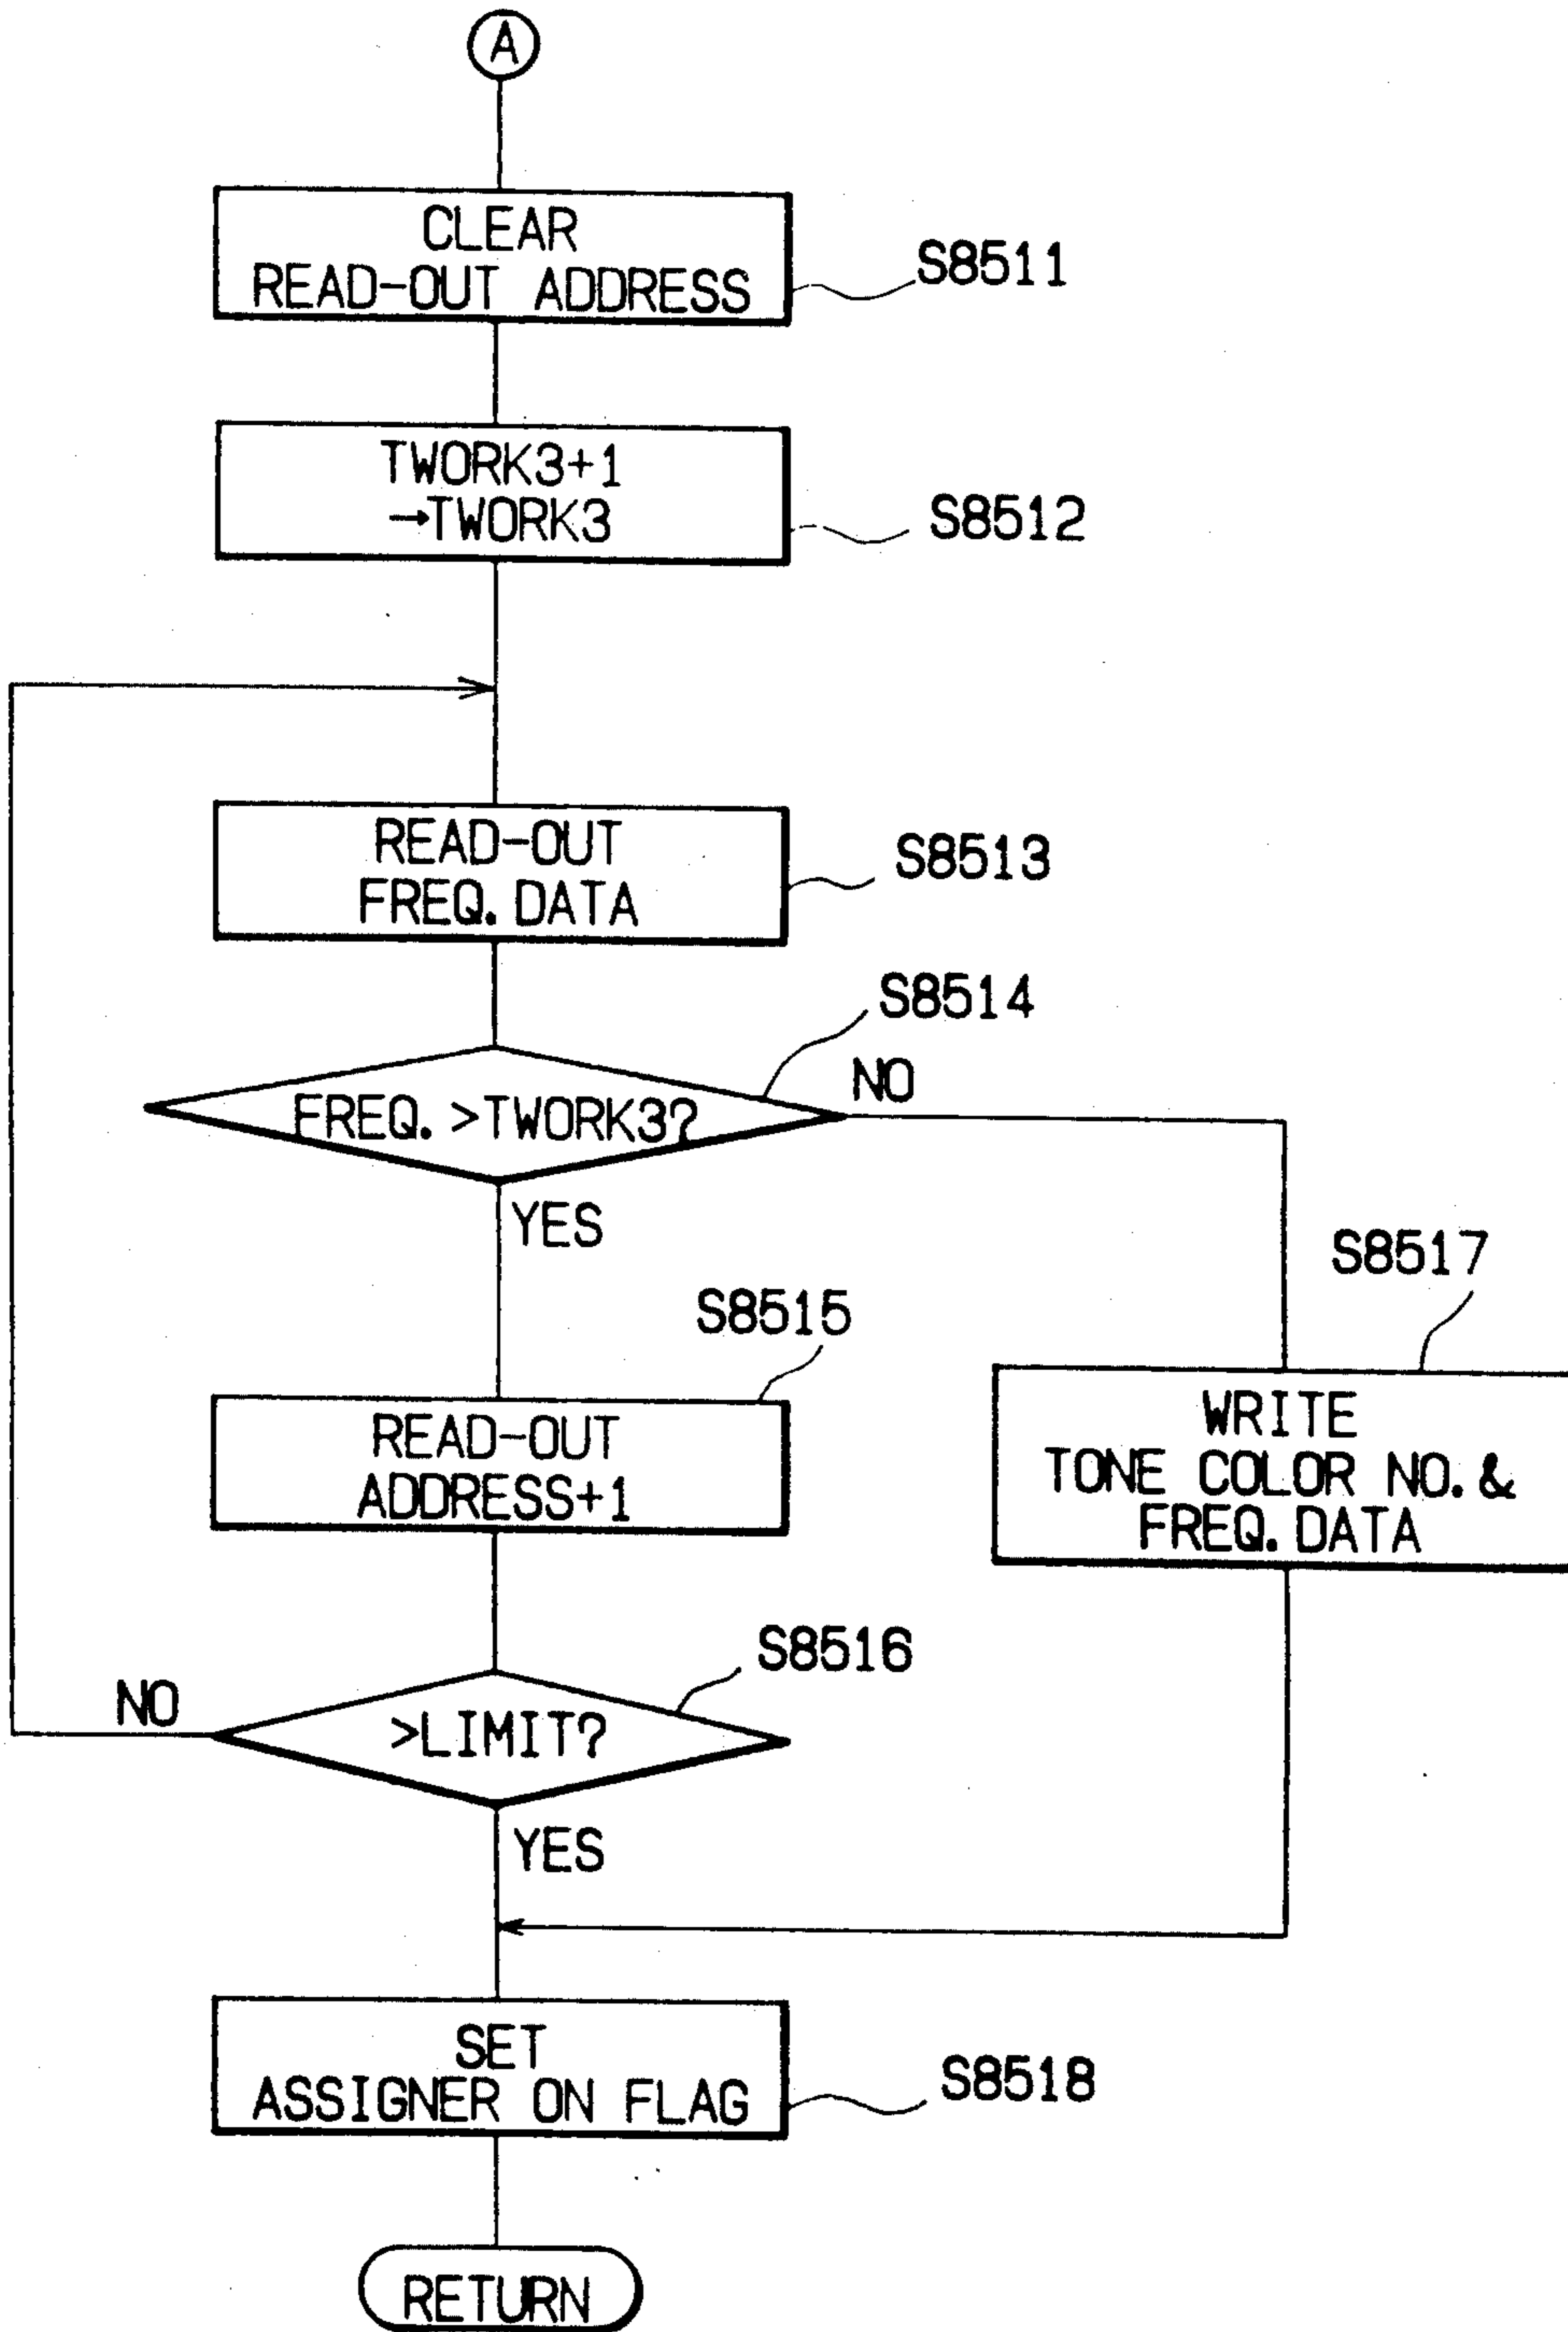 A
CLEAR
READ-OUT ADDRESS
S8511
TWORK3+1
→TWORK3
S8512
READ-OUT
FREQ. DATA
S8513
S8514
FREQ. >TWORK3?
NO
YES
S8515
READ-OUT
ADDRESS+1
S8517
WRITE
TONE COLOR NO. &
FREQ. DATA
S8516
>LIMIT?
NO
YES
SET
ASSIGNER ON FLAG
S8518
RETURN